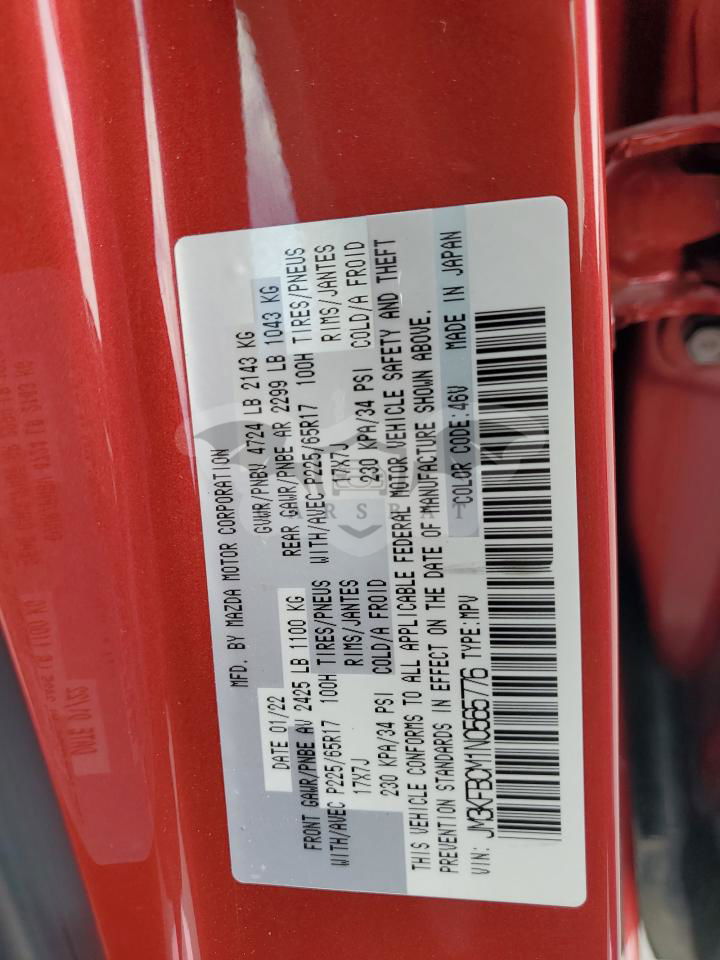 MFD. BY MAZDA MOTOR CORPORATION
DATE 01/22 GVWR/PNBV 4724 LB 2143 KG
FRONT GAWR/PNBE AV 2425 LB 1100 KG REAR GAWR/PNBE AR 2299 LB 1043 KG
WITH/AVEC P225/65R17 100H TIRES/PNEUS WITH/AVEC P225/65R17 100H TIRES/PNEUS
17X7J RIMS/JANTES 17X7J RIMS/JANTES
230 KPA/34 PSI COLD/A FROID 230 KPA/34 PSI COLD/A FROID
THIS VEHICLE CONFORMS TO ALL APPLICABLE FEDERAL MOTOR VEHICLE SAFETY AND THEFT
PREVENTION STANDARDS IN EFFECT ON THE DATE OF MANUFACTURE SHOWN ABOVE.
VIN: JM3KFBCM1N0565776 TYPE:MPV COLOR CODE:46V MADE IN JAPAN